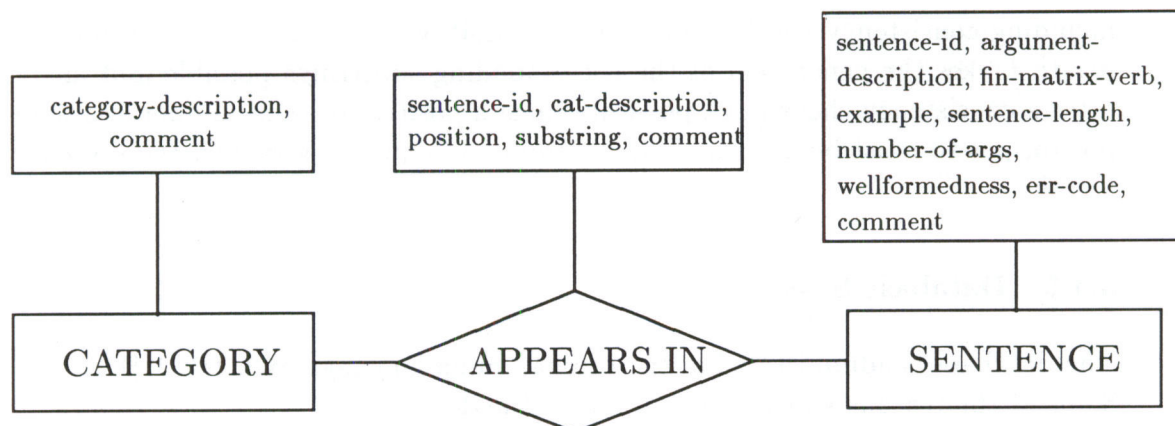 category-description,
comment
sentence-id, cat-description,
position, substring, comment
sentence-id, argument-
description, fin-matrix-verb,
example, sentence-length,
number-of-args,
wellformedness, err-code,
comment
CATEGORY
APPEARS_IN
SENTENCE